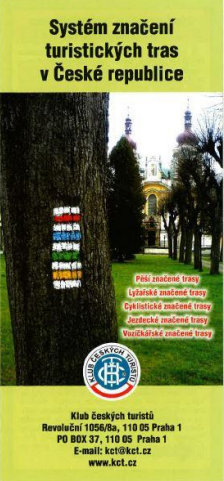 Systém značení
turistických tras
v České republice
Pěší značené trasy
Lyžařské značené trasy
Cyklistické značené trasy
Jezdecké značené trasy
Vozíčkářské značené trasy
KLUB ČESKÝCH TURISTŮ
Klub českých turistů
Revoluční 1056/8a, 110 05 Praha 1
PO BOX 37, 110 05 Praha 1
E-mail: kct@kct.cz
www.kct.cz